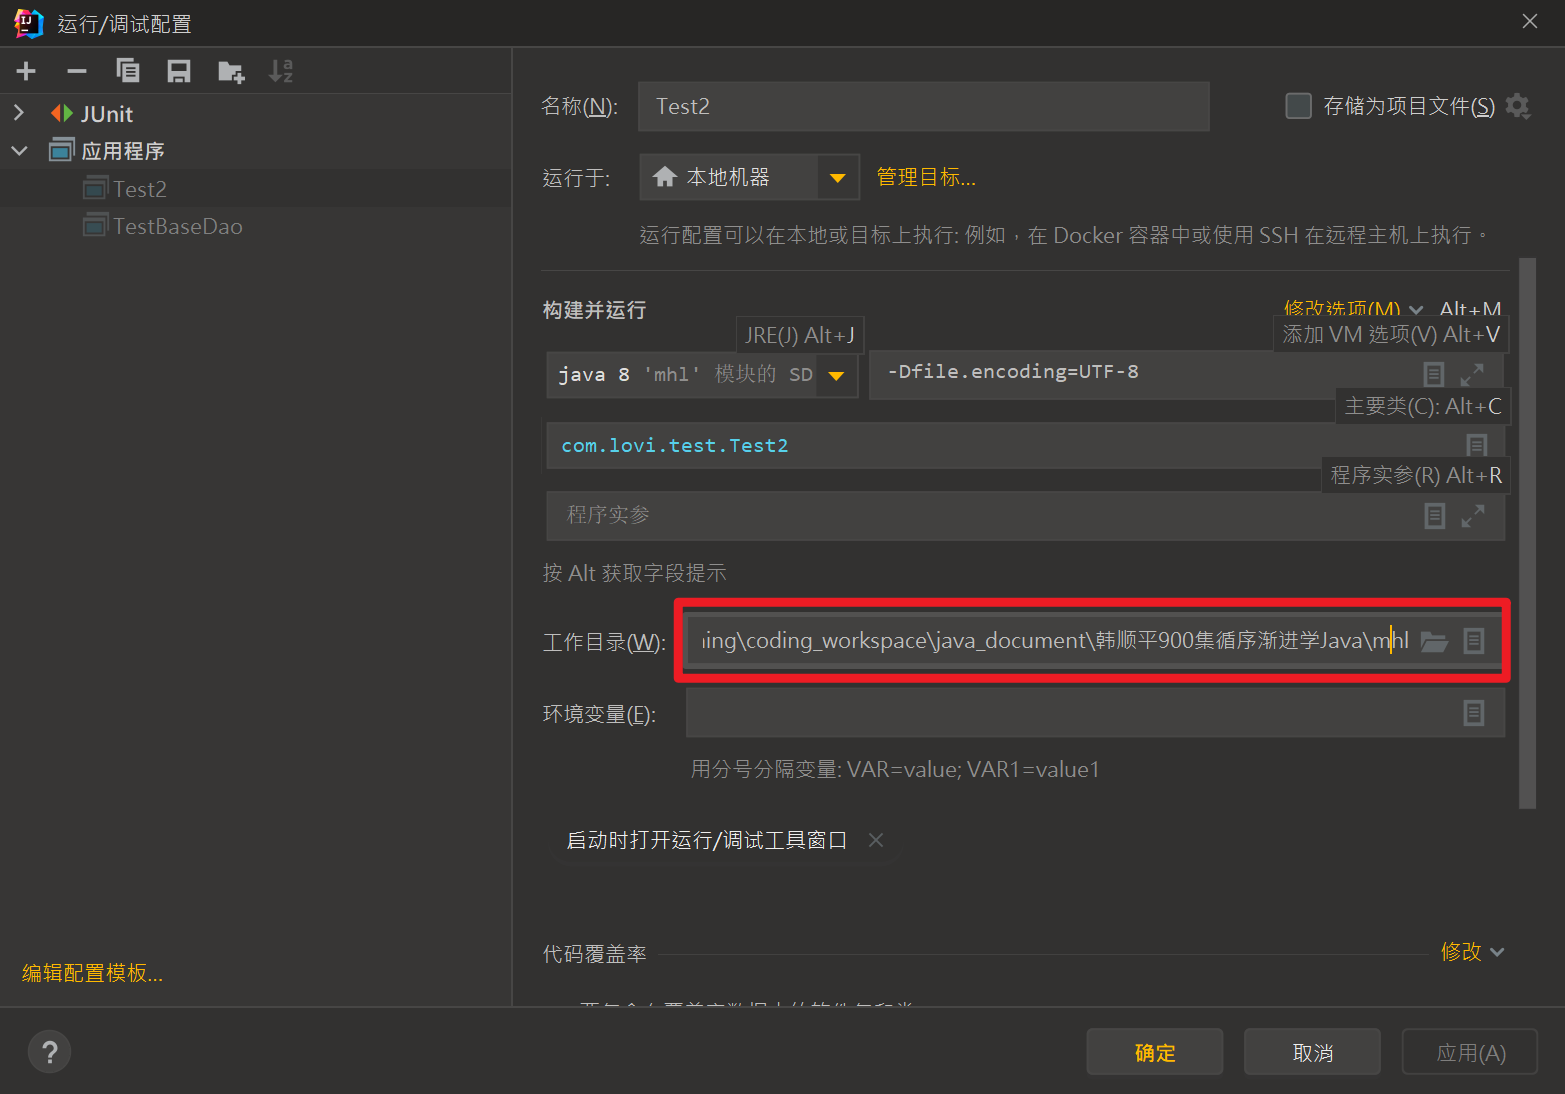 运行/调试配置
JUnit
应用程序
Test2
TestBaseDao
编辑配置模板...
名称(N):
Test2
存储为项目文件(S)
运行于:
本地机器
管理目标...
运行配置可以在本地或目标上执行: 例如，在 Docker 容器中或使用 SSH 在远程主机上执行。
构建并运行
修改选项(M)
Alt+M
JRE(J) Alt+J
添加 VM 选项(V) Alt+V
java 8 'mhl' 模块的 SD
-Dfile.encoding=UTF-8
主要类(C): Alt+C
com.lovi.test.Test2
程序实参(R) Alt+R
程序实参
按 Alt 获取字段提示
工作目录(W):
ing\coding_workspace\java_document\韩顺平900集循序渐进学Java\mhl
环境变量(E):
用分号分隔变量: VAR=value; VAR1=value1
启动时打开运行/调试工具窗口
代码覆盖率
修改
?
确定
取消
应用(A)